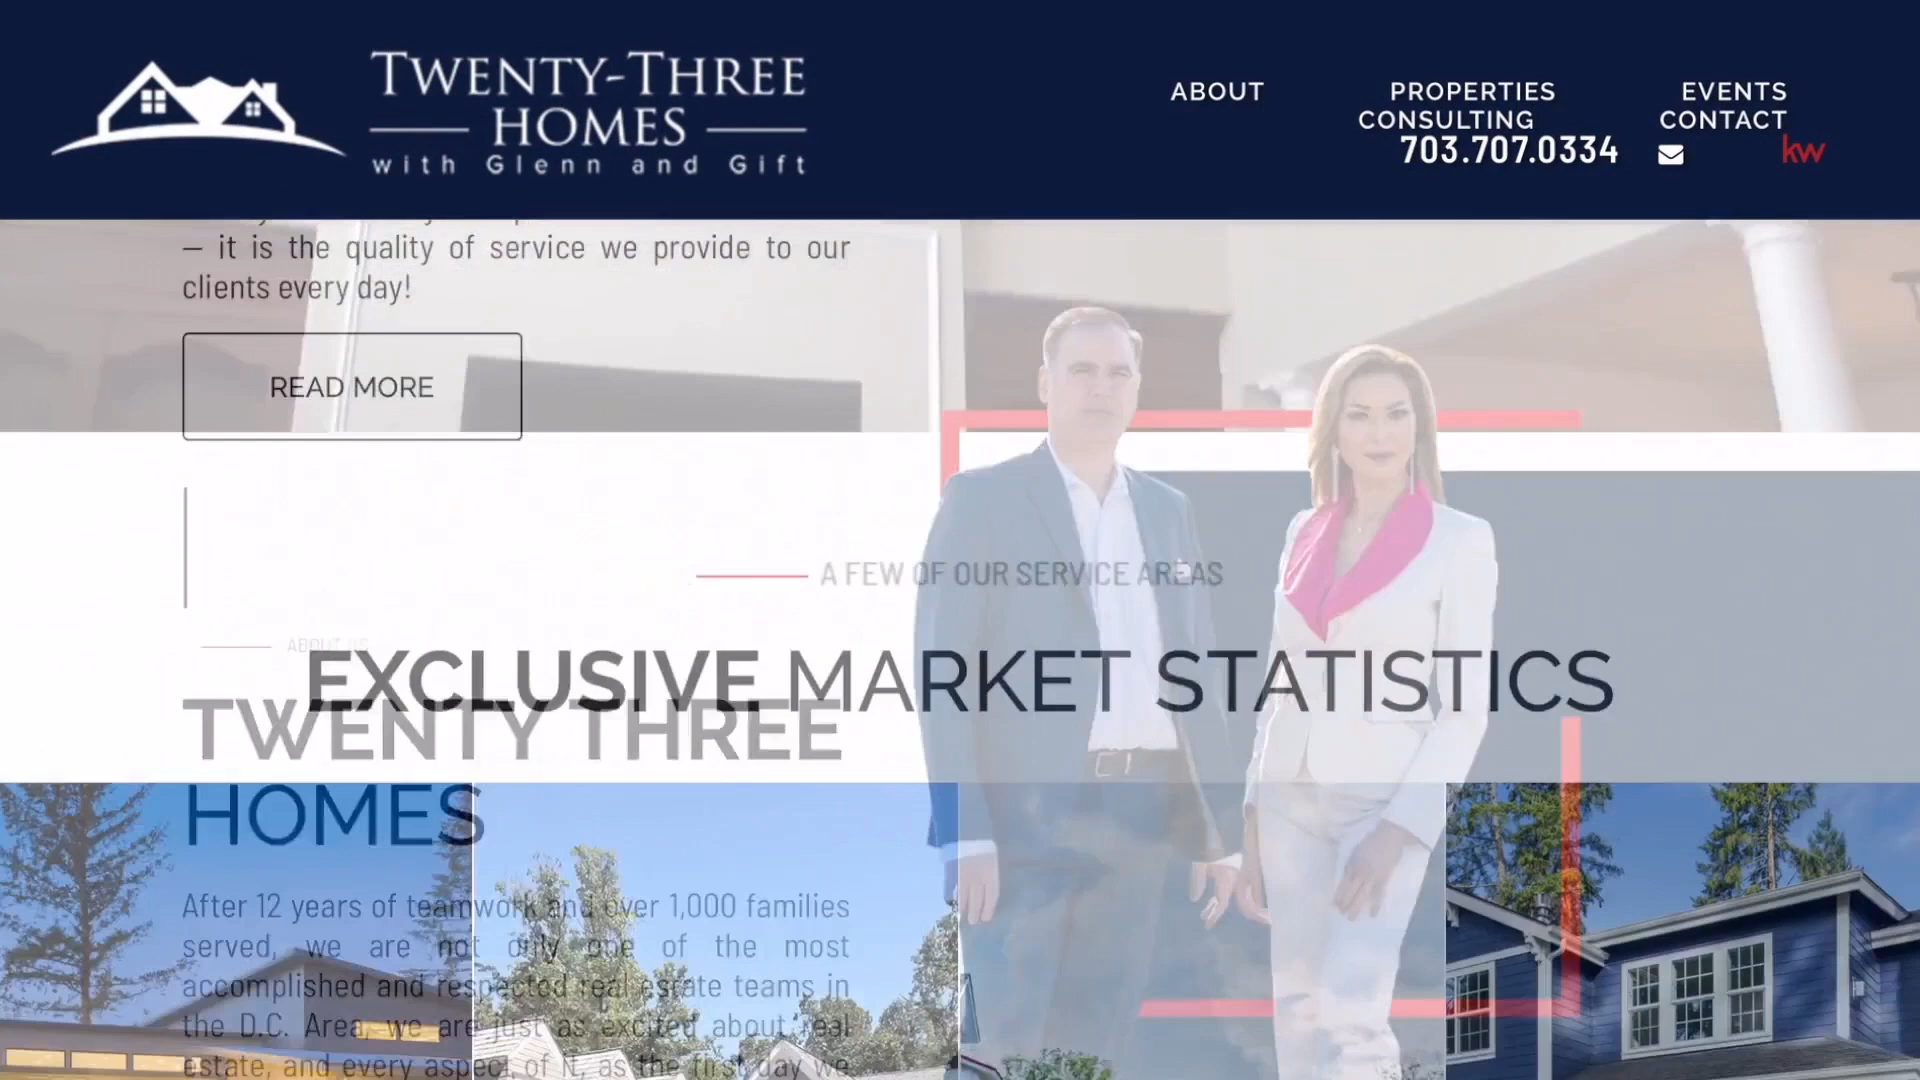 TWENTY-THREE
HOMES
with Glenn and Gift
ABOUT
PROPERTIES
EVENTS
CONSULTING
CONTACT
703.707.0334
kw
– it is the quality of service we provide to our
clients every day!
READ MORE
A FEW OF OUR SERVICE AREAS
ABOUT US
EXCLUSIVE MARKET STATISTICS
TWENTY THREE
HOMES
After 12 years of teamwork and over 1,000 families
served, we are not only one of the most
accomplished and respected real estate teams in
the D.C. Area, we are just as excited about real
estate, and every aspect of it, as the first day we